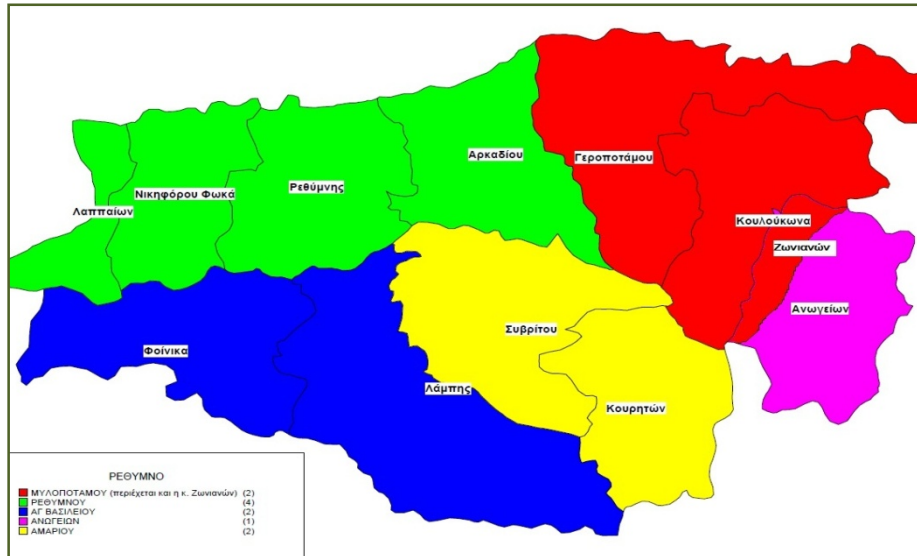 Αρκαδίου
Γεροποτάμου
Ρεθύμνης
Νικηφόρου Φωκά
Λαππαίων
Κουλούκωνα
Ζωνιανών
Ανωγείων
Συβρίτου
Φοίνικα
Λάμπης
Κουρητών
ΡΕΘΥΜΝΟ
ΜΥΛΟΠΟΤΑΜΟΥ (περιέχεται και η κ. Ζωνιανών) (2)
ΡΕΘΥΜΝΟΥ (4)
ΑΓ ΒΑΣΙΛΕΙΟΥ (2)
ΑΝΩΓΕΙΩΝ (1)
ΑΜΑΡΙΟΥ (2)